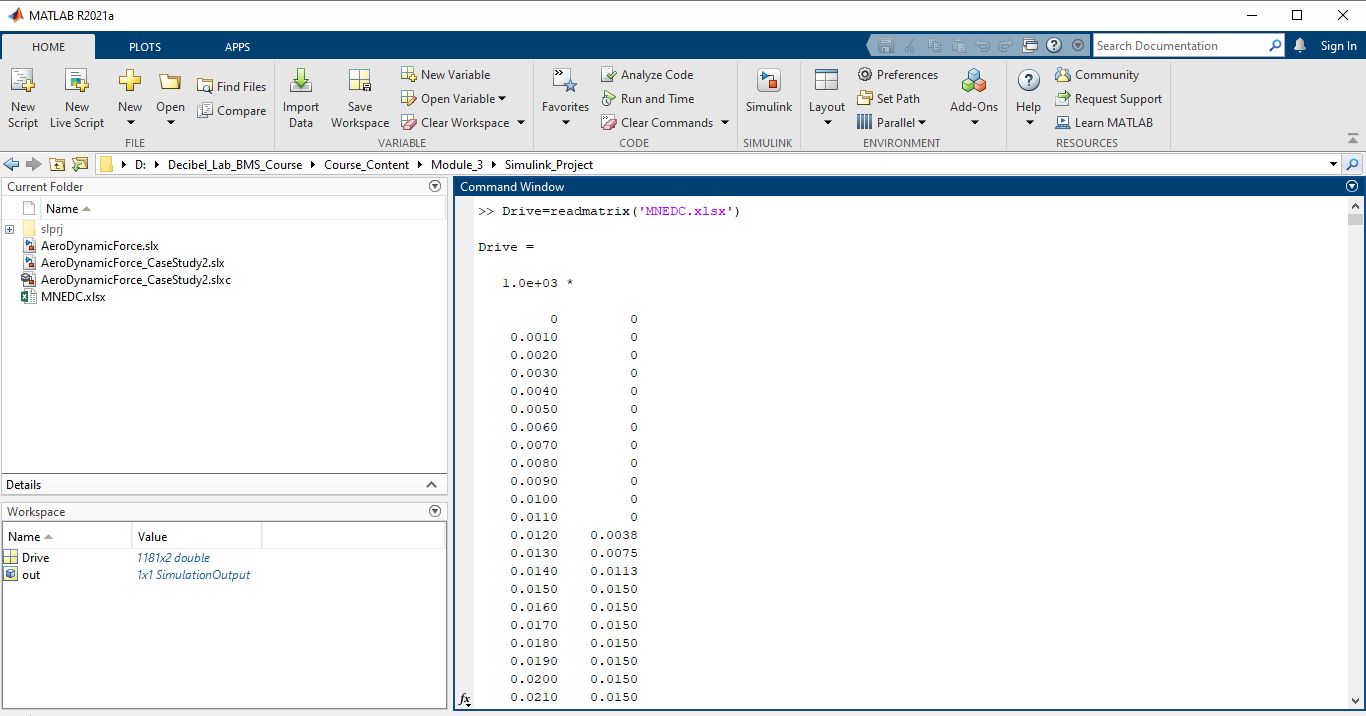 MATLAB R2021a
HOME PLOTS APPS
Search Documentation
Sign In
New Script
New Live Script
New
Open
Find Files
Compare
FILE
Import Data
Save Workspace
New Variable
Open Variable
Clear Workspace
VARIABLE
Favorites
Analyze Code
Run and Time
Clear Commands
CODE
Simulink
SIMULINK
Layout
Preferences
Set Path
Parallel
Add-Ons
ENVIRONMENT
Help
Community
Request Support
Learn MATLAB
RESOURCES
D: Decibel_Lab_BMS_Course Course_Content Module_3 Simulink_Project
Current Folder
Name
slprj
AeroDynamicForce.slx
AeroDynamicForce_CaseStudy2.slx
AeroDynamicForce_CaseStudy2.slxc
MNEDC.xlsx
Details
Workspace
Name Value
Drive 1181x2 double
out 1x1 SimulationOutput
Command Window
>> Drive=readmatrix('MNEDC.xlsx')
Drive =
1.0e+03 *
0 0
0.0010 0
0.0020 0
0.0030 0
0.0040 0
0.0050 0
0.0060 0
0.0070 0
0.0080 0
0.0090 0
0.0100 0
0.0110 0
0.0120 0.0038
0.0130 0.0075
0.0140 0.0113
0.0150 0.0150
0.0160 0.0150
0.0170 0.0150
0.0180 0.0150
0.0190 0.0150
0.0200 0.0150
0.0210 0.0150
fx